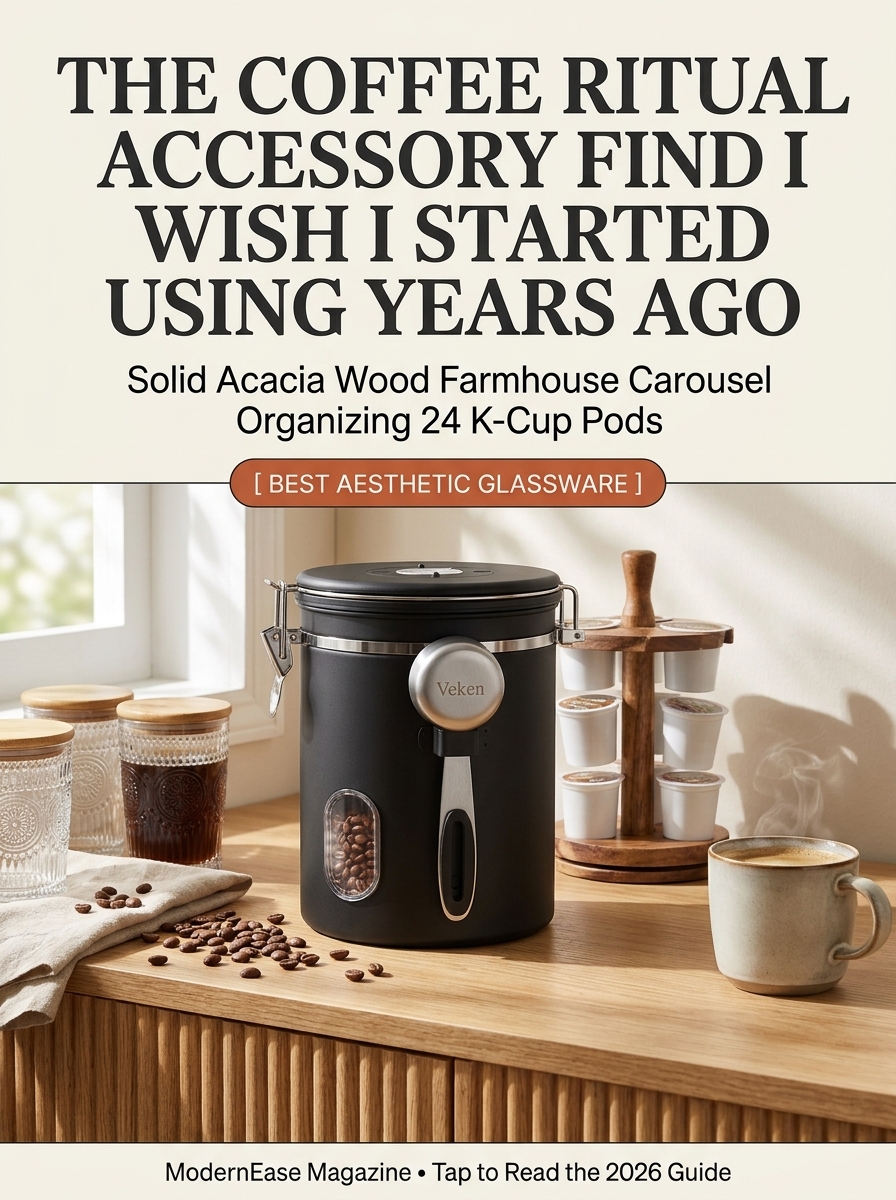 THE COFFEE RITUAL
ACCESSORY FIND I
WISH I STARTED
USING YEARS AGO
Solid Acacia Wood Farmhouse Carousel
Organizing 24 K-Cup Pods
[ BEST AESTHETIC GLASSWARE ]
Veken
ModernEase Magazine • Tap to Read the 2026 Guide